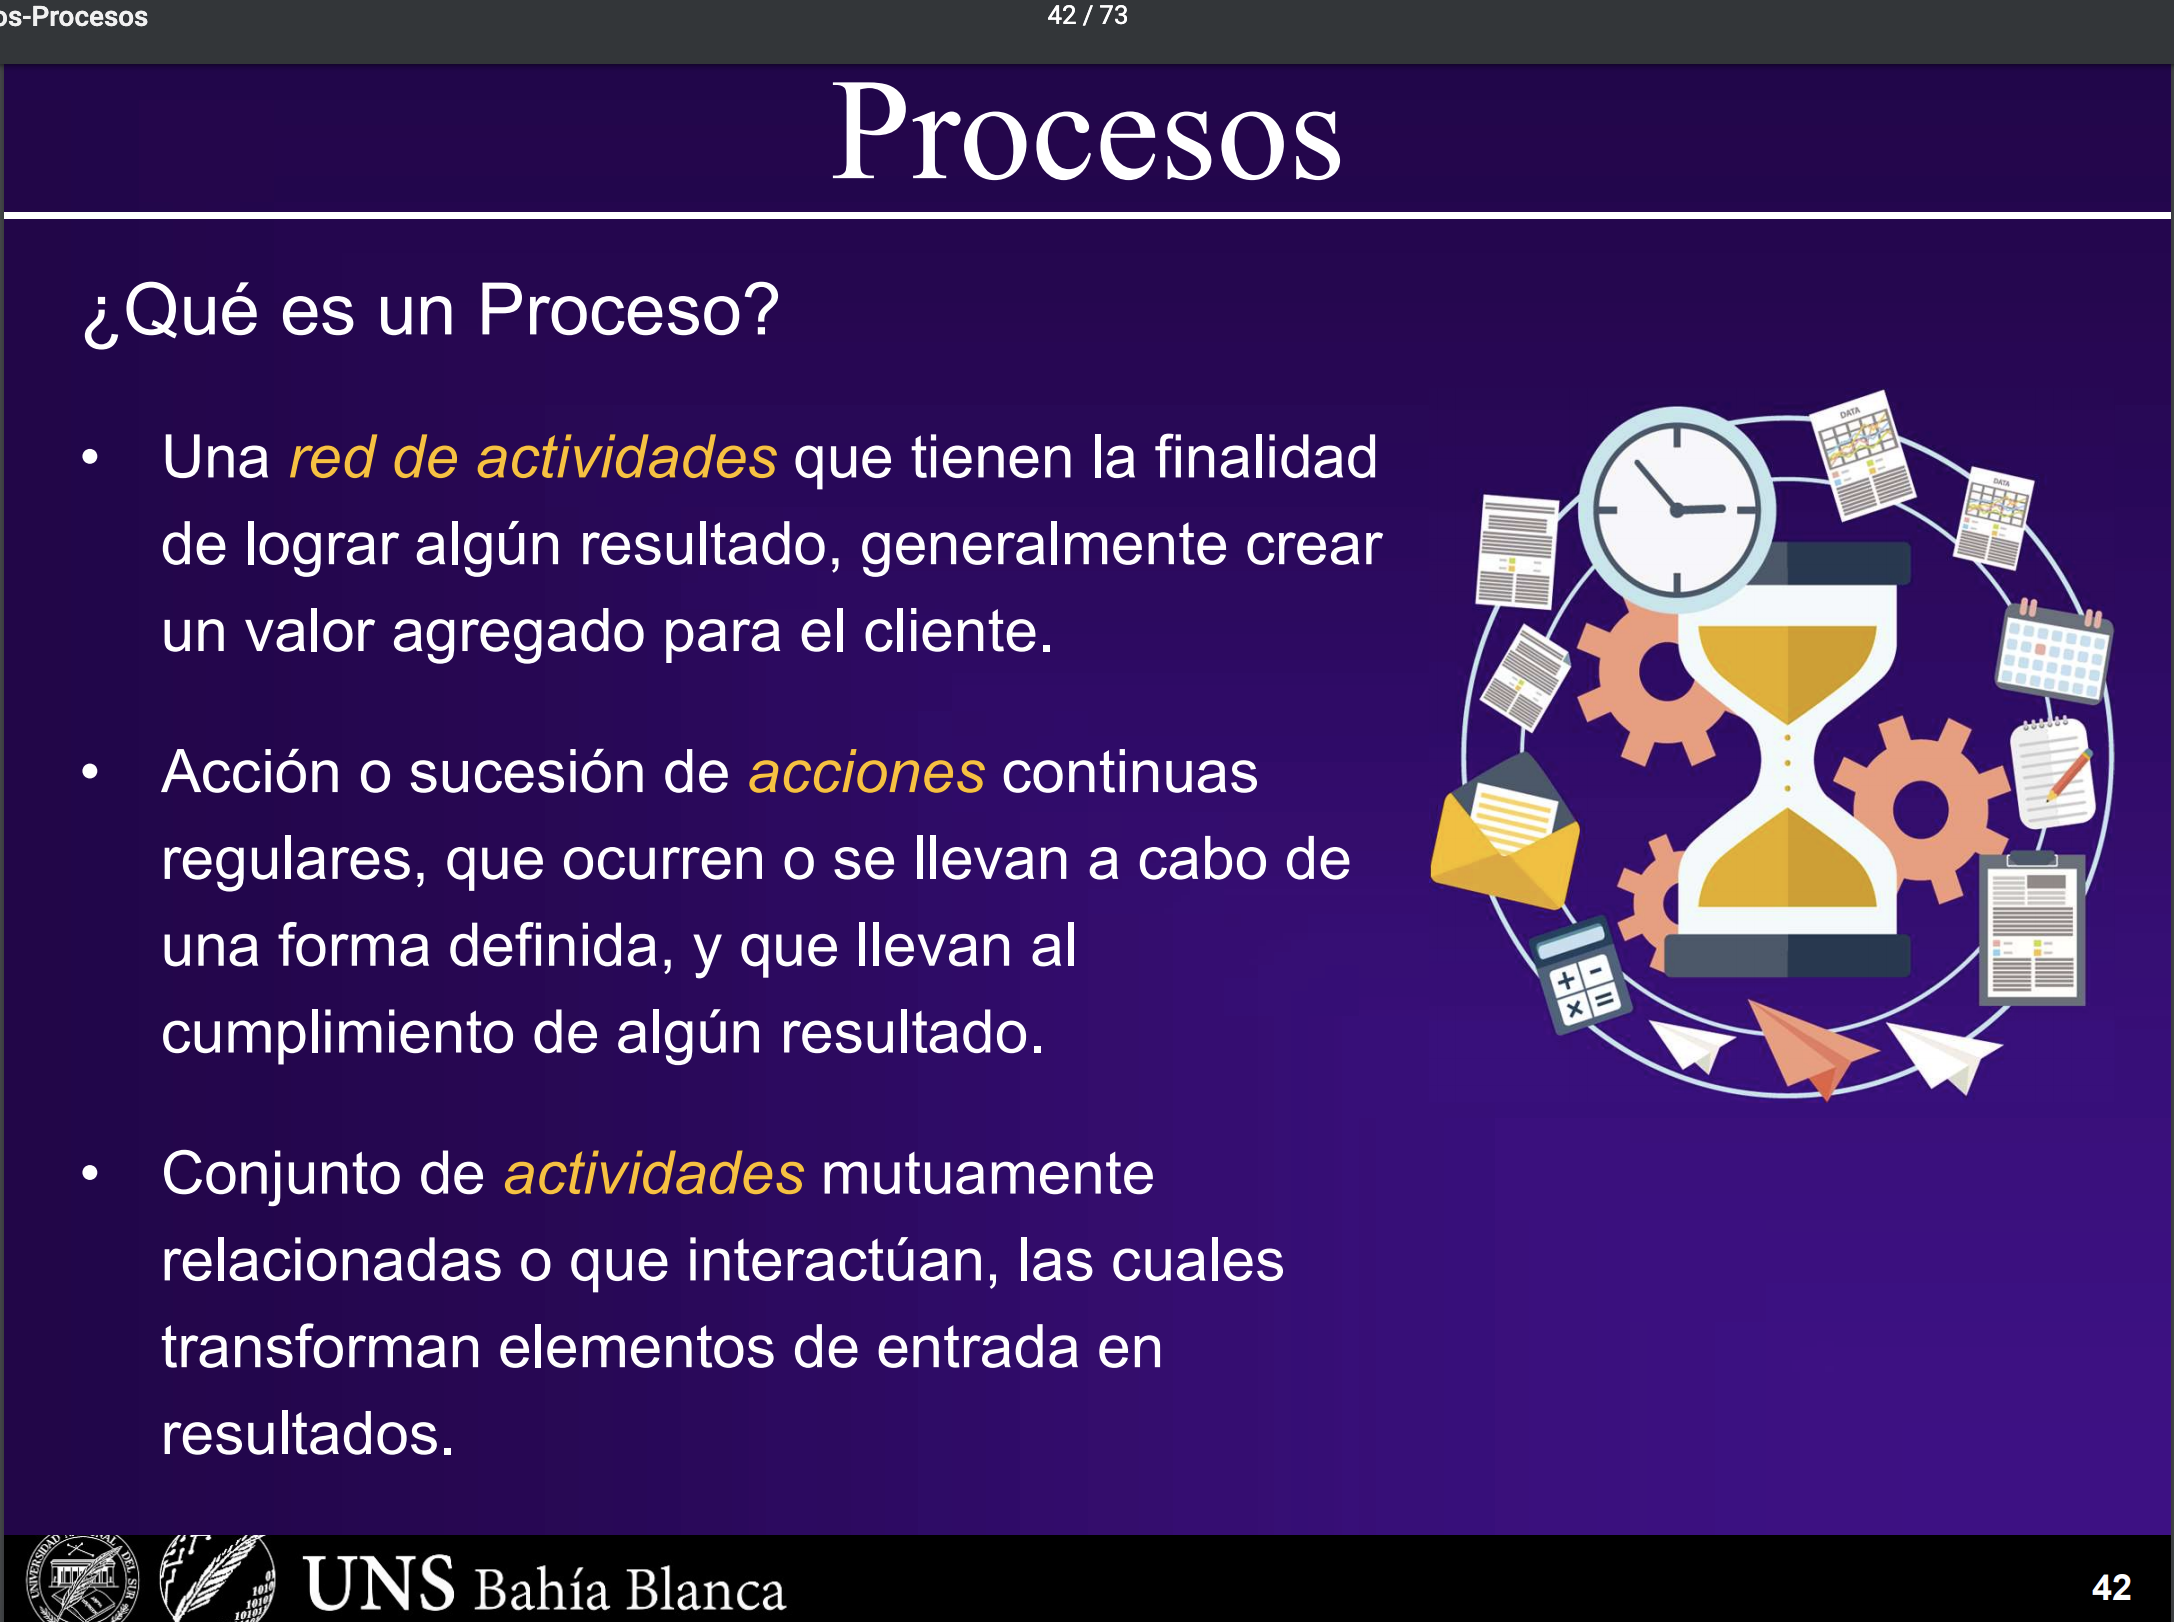 os-Procesos
42 / 73
Procesos
¿Qué es un Proceso?
• Una red de actividades que tienen la finalidad
de lograr algún resultado, generalmente crear
un valor agregado para el cliente.
• Acción o sucesión de acciones continuas
regulares, que ocurren o se llevan a cabo de
una forma definida, y que llevan al
cumplimiento de algún resultado.
• Conjunto de actividades mutuamente
relacionadas o que interactúan, las cuales
transforman elementos de entrada en
resultados.
DATA
DATA
+ −
× =
UNS Bahía Blanca
42